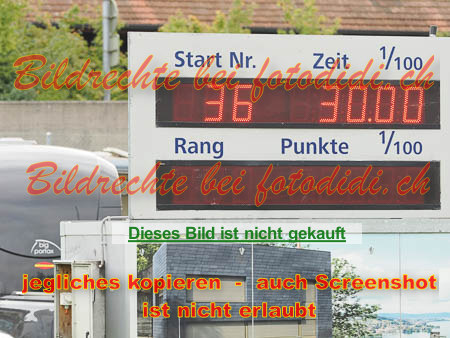 Start Nr. Zeit 1/100
Bildrechte bei fotodidi.ch
36 30.00
Rang Punkte 1/100
Bildrechte bei fotodidi.ch
Dieses Bild ist nicht gekauft
big
jegliches kopieren - auch Screenshot
ist nicht erlaubt